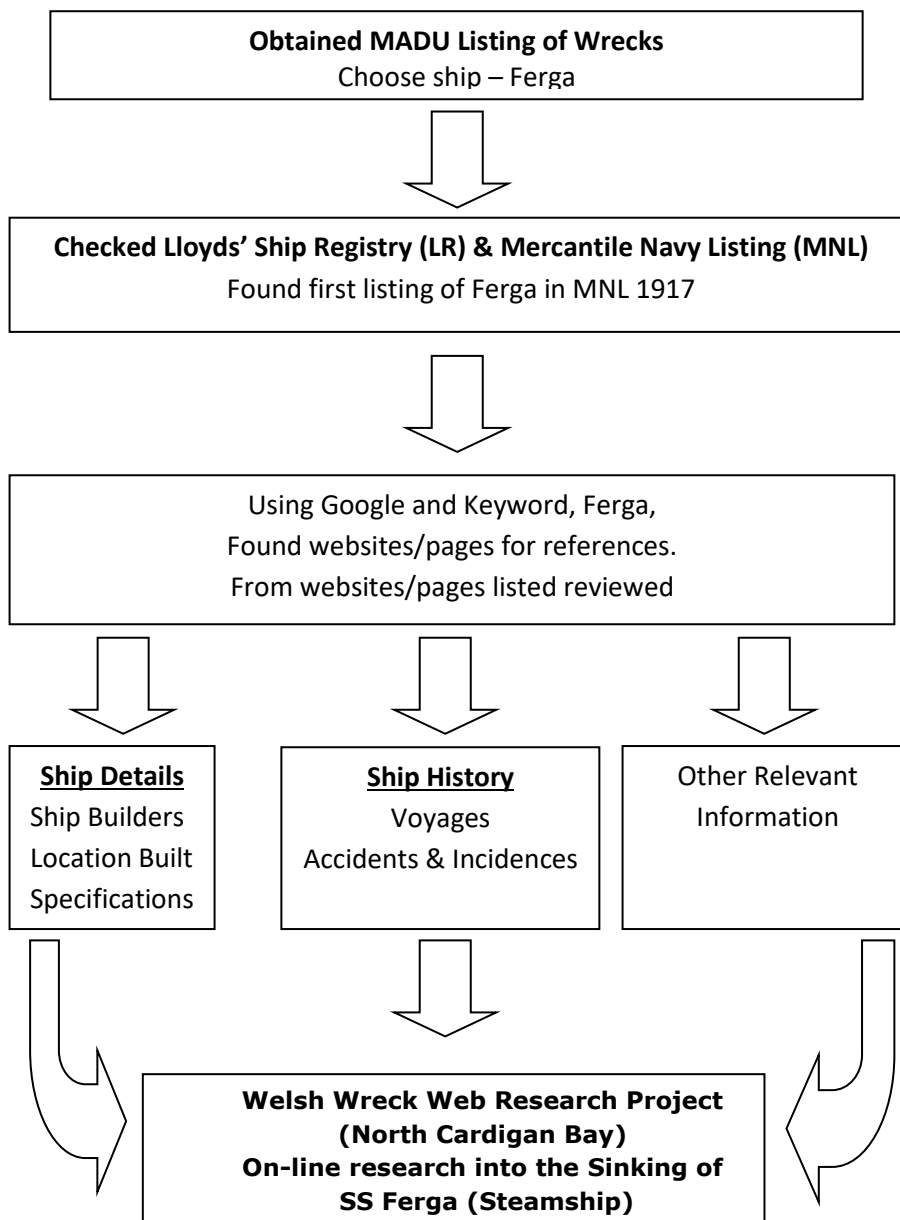 Obtained MADU Listing of Wrecks
Choose ship – Ferga
Checked Lloyds’ Ship Registry (LR) & Mercantile Navy Listing (MNL)
Found first listing of Ferga in MNL 1917
Using Google and Keyword, Ferga,
Found websites/pages for references.
From websites/pages listed reviewed
Ship Details
Ship Builders
Location Built
Specifications
Ship History
Voyages
Accidents & Incidences
Other Relevant
Information
Welsh Wreck Web Research Project
(North Cardigan Bay)
On-line research into the Sinking of
SS Ferga (Steamship)